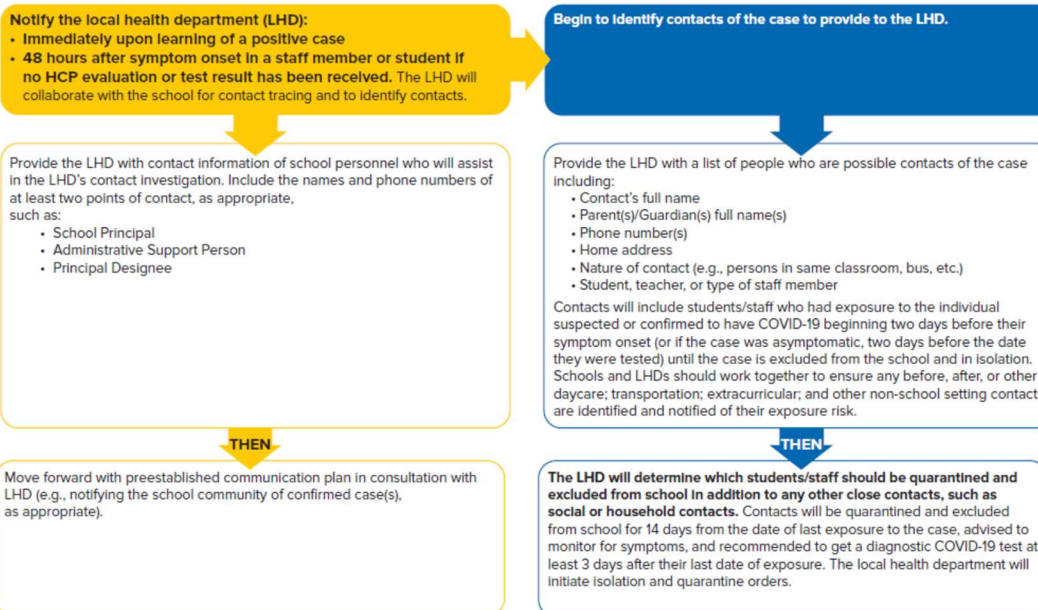 Notify the local health department (LHD):
• Immediately upon learning of a positive case
• 48 hours after symptom onset in a staff member or student if
no HCP evaluation or test result has been received. The LHD will
collaborate with the school for contact tracing and to identify contacts.
Begin to identify contacts of the case to provide to the LHD.
Provide the LHD with contact information of school personnel who will assist
in the LHD's contact investigation. Include the names and phone numbers of
at least two points of contact, as appropriate,
such as:
• School Principal
• Administrative Support Person
• Principal Designee
Provide the LHD with a list of people who are possible contacts of the case
including:
• Contact's full name
• Parent(s)/Guardian(s) full name(s)
• Phone number(s)
• Home address
• Nature of contact (e.g., persons in same classroom, bus, etc.)
• Student, teacher, or type of staff member
Contacts will include students/staff who had exposure to the individual
suspected or confirmed to have COVID-19 beginning two days before their
symptom onset (or if the case was asymptomatic, two days before the date
they were tested) until the case is excluded from the school and in isolation.
Schools and LHDs should work together to ensure any before, after, or other
daycare; transportation; extracurricular; and other non-school setting contact
are identified and notified of their exposure risk.
THEN
THEN
Move forward with preestablished communication plan in consultation with
LHD (e.g., notifying the school community of confirmed case(s),
as appropriate).
The LHD will determine which students/staff should be quarantined and
excluded from school in addition to any other close contacts, such as
social or household contacts. Contacts will be quarantined and excluded
from school for 14 days from the date of last exposure to the case, advised to
monitor for symptoms, and recommended to get a diagnostic COVID-19 test at
least 3 days after their last date of exposure. The local health department will
initiate isolation and quarantine orders.